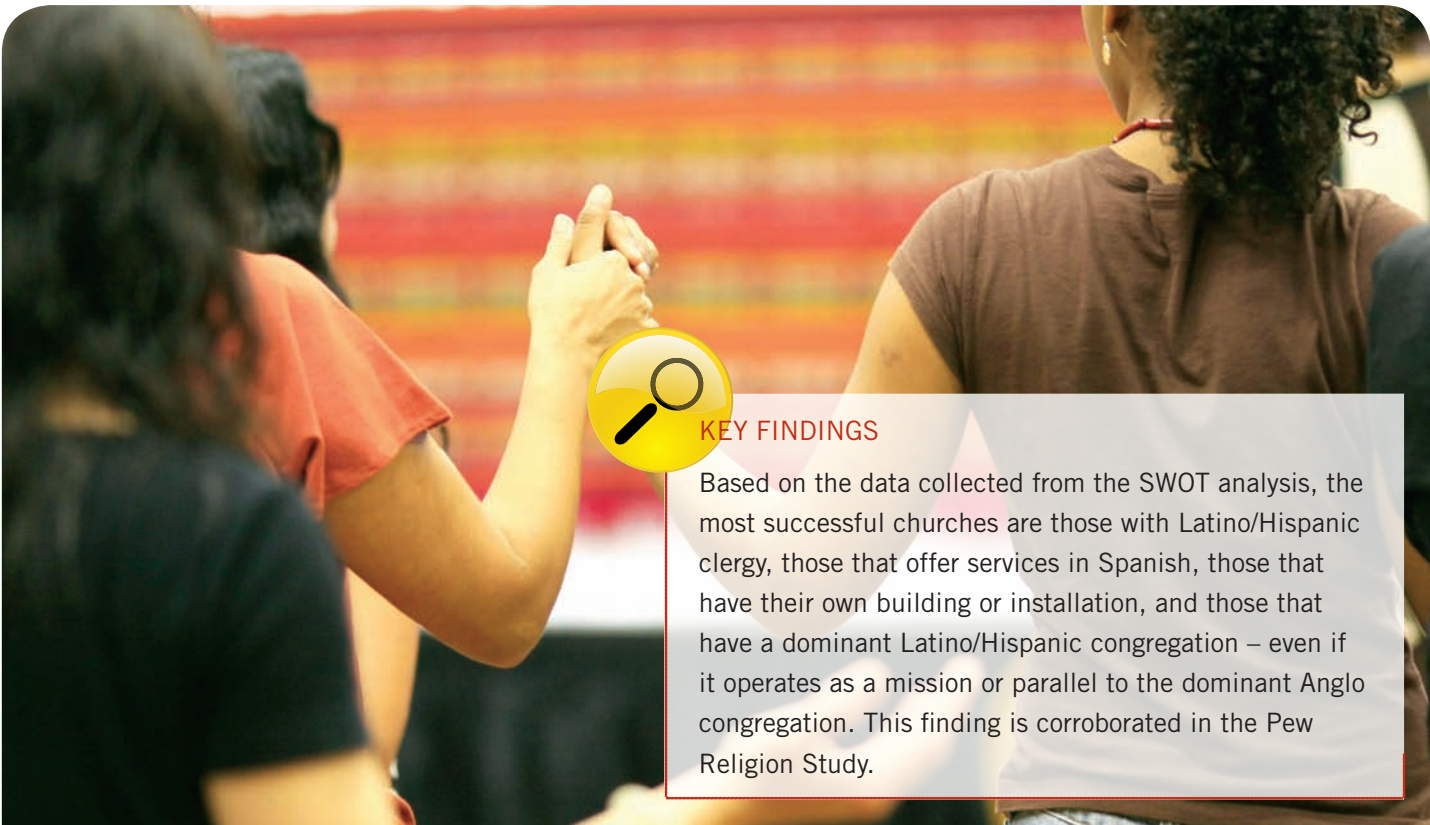 KEY FINDINGS
Based on the data collected from the SWOT analysis, the
most successful churches are those with Latino/Hispanic
clergy, those that offer services in Spanish, those that
have their own building or installation, and those that
have a dominant Latino/Hispanic congregation – even if
it operates as a mission or parallel to the dominant Anglo
congregation. This finding is corroborated in the Pew
Religion Study.